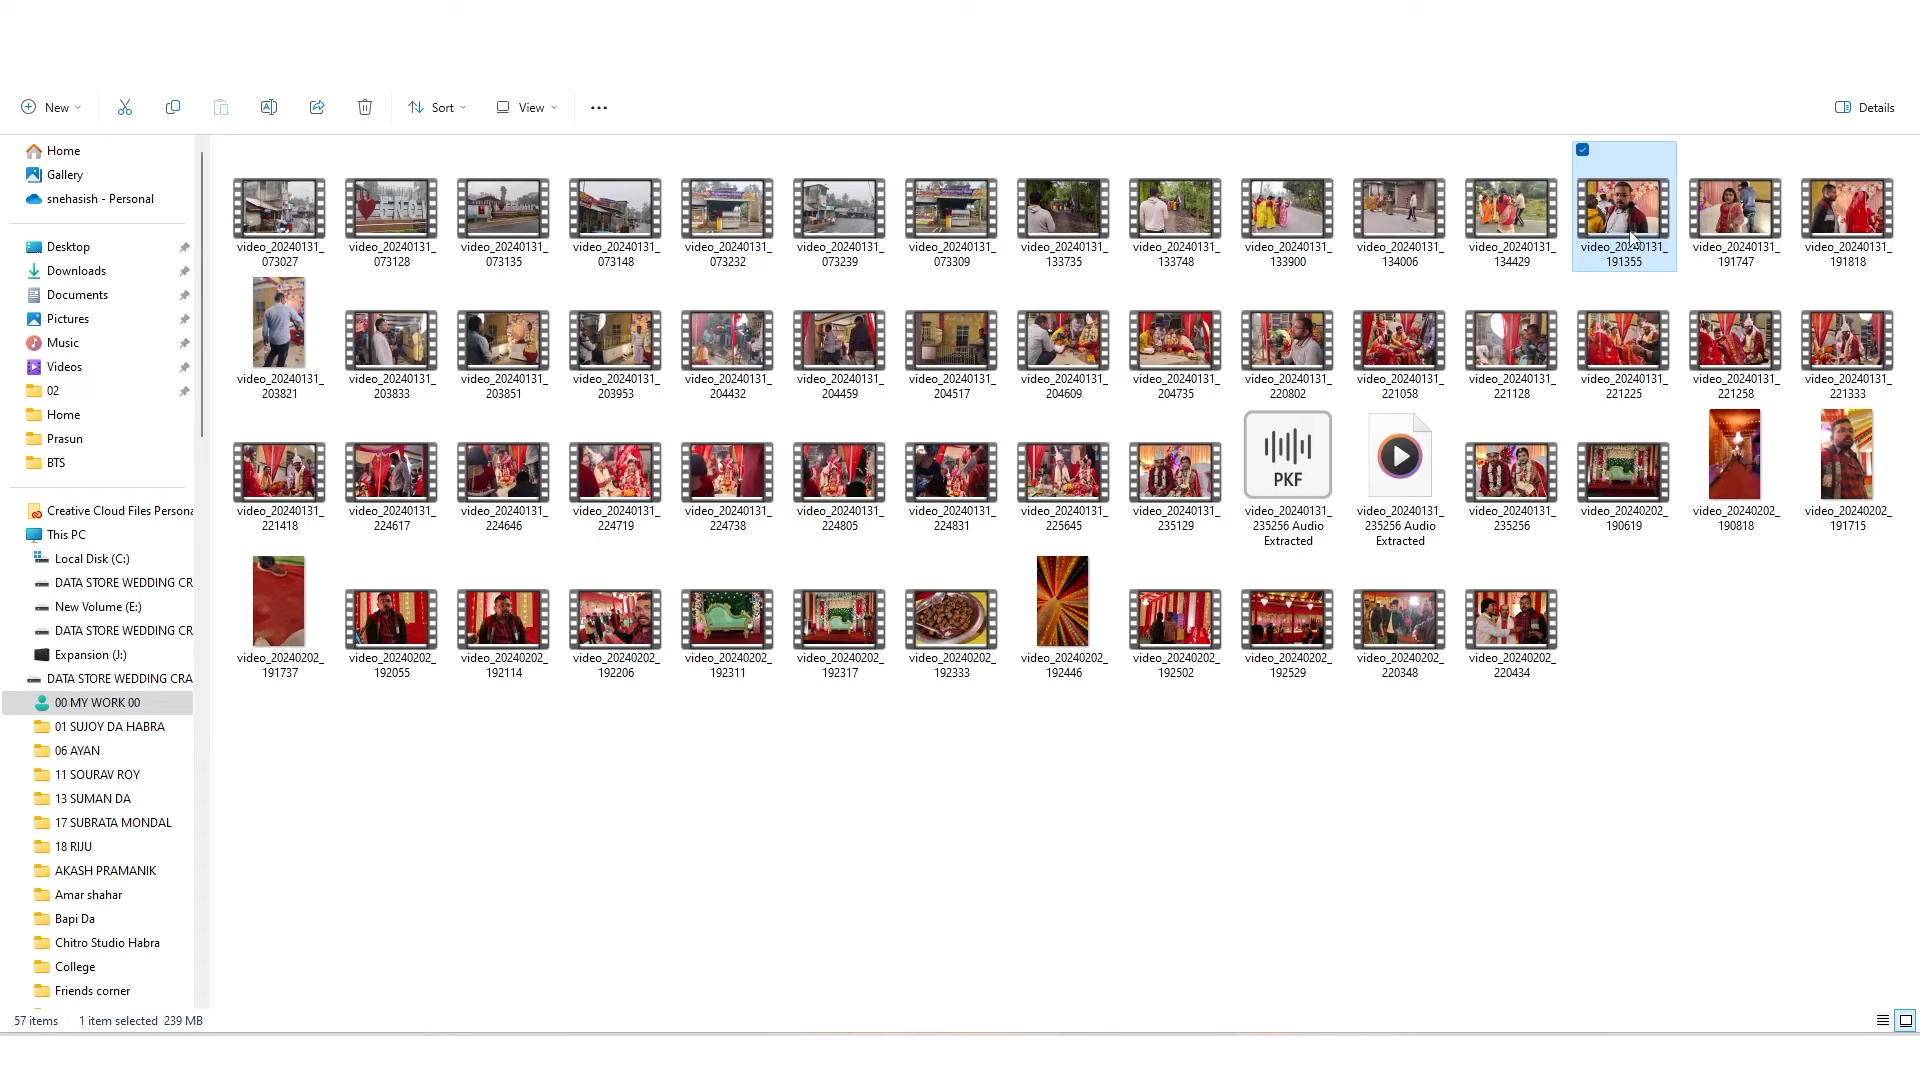 New
Sort
View
Details
Home
Gallery
snehasish - Personal
Desktop
Downloads
Documents
Pictures
Music
Videos
02
Home
Prasun
BTS
Creative Cloud Files Persona
This PC
Local Disk (C:)
DATA STORE WEDDING CR
New Volume (E:)
DATA STORE WEDDING CR
Expansion (J:)
DATA STORE WEDDING CRA
00 MY WORK 00
01 SUJOY DA HABRA
06 AYAN
11 SOURAV ROY
13 SUMAN DA
17 SUBRATA MONDAL
18 RIJU
AKASH PRAMANIK
Amar shahar
Bapi Da
Chitro Studio Habra
College
Friends corner
video_20240131_
073027
video_20240131_
073128
video_20240131_
073135
video_20240131_
073148
video_20240131_
073232
video_20240131_
073239
video_20240131_
073309
video_20240131_
133735
video_20240131_
133748
video_20240131_
133900
video_20240131_
134006
video_20240131_
134429
video_20240131_
191355
video_20240131_
191747
video_20240131_
191818
video_20240131_
203821
video_20240131_
203833
video_20240131_
203851
video_20240131_
203953
video_20240131_
204432
video_20240131_
204459
video_20240131_
204517
video_20240131_
204609
video_20240131_
204735
video_20240131_
220802
video_20240131_
221058
video_20240131_
221128
video_20240131_
221225
video_20240131_
221258
video_20240131_
221333
video_20240131_
221418
video_20240131_
224617
video_20240131_
224646
video_20240131_
224719
video_20240131_
224738
video_20240131_
224805
video_20240131_
224831
video_20240131_
225645
video_20240131_
235129
PKF
video_20240131_
235256 Audio
Extracted
video_20240131_
235256 Audio
Extracted
video_20240131_
235256
video_20240202_
190619
video_20240202_
190818
video_20240202_
191715
video_20240202_
191737
video_20240202_
192055
video_20240202_
192114
video_20240202_
192206
video_20240202_
192311
video_20240202_
192317
video_20240202_
192333
video_20240202_
192446
video_20240202_
192502
video_20240202_
192529
video_20240202_
220348
video_20240202_
220434
57 items
1 item selected 239 MB